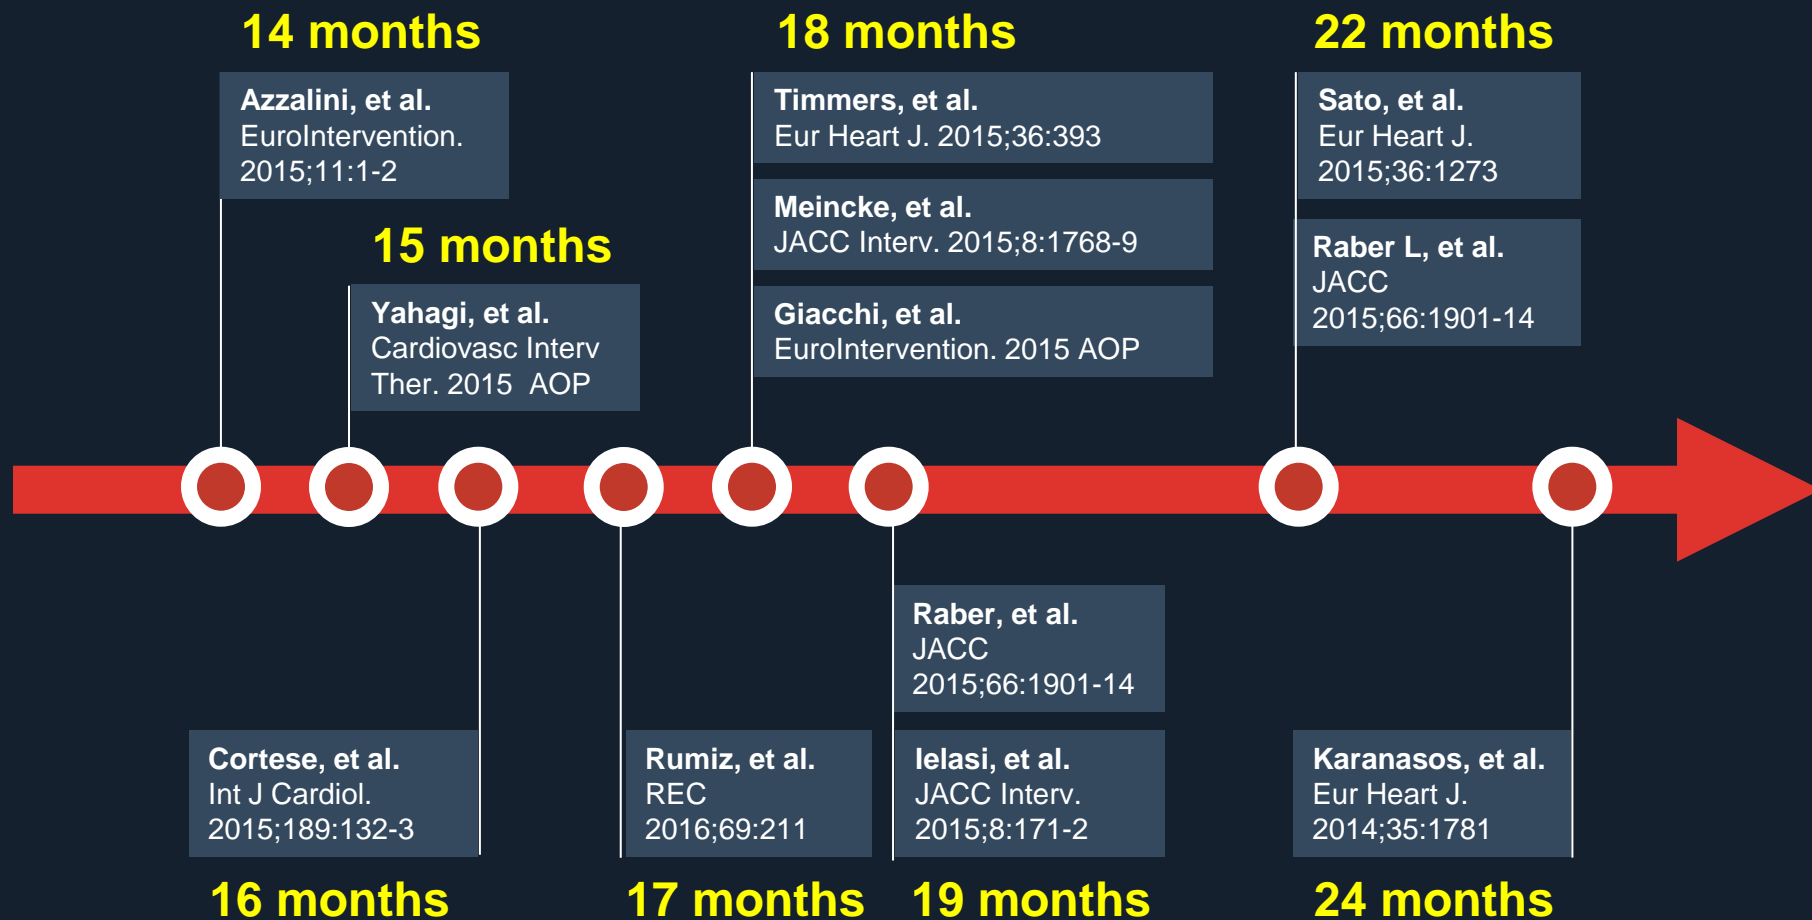 14 months
Azzalini, et al.
EuroIntervention.
2015;11:1-2
15 months
Yahagi, et al.
Cardiovasc Interv
Ther. 2015  AOP
18 months
Timmers, et al.
Eur Heart J. 2015;36:393
Meincke, et al.
JACC Interv. 2015;8:1768-9
Giacchi, et al.
EuroIntervention. 2015 AOP
22 months
Sato, et al.
Eur Heart J.
2015;36:1273
Raber L, et al.
JACC
2015;66:1901-14
Cortese, et al.
Int J Cardiol.
2015;189:132-3
16 months
Rumiz, et al.
REC
2016;69:211
17 months
Raber, et al.
JACC
2015;66:1901-14
Ielasi, et al.
JACC Interv.
2015;8:171-2
19 months
Karanasos, et al.
Eur Heart J.
2014;35:1781
24 months